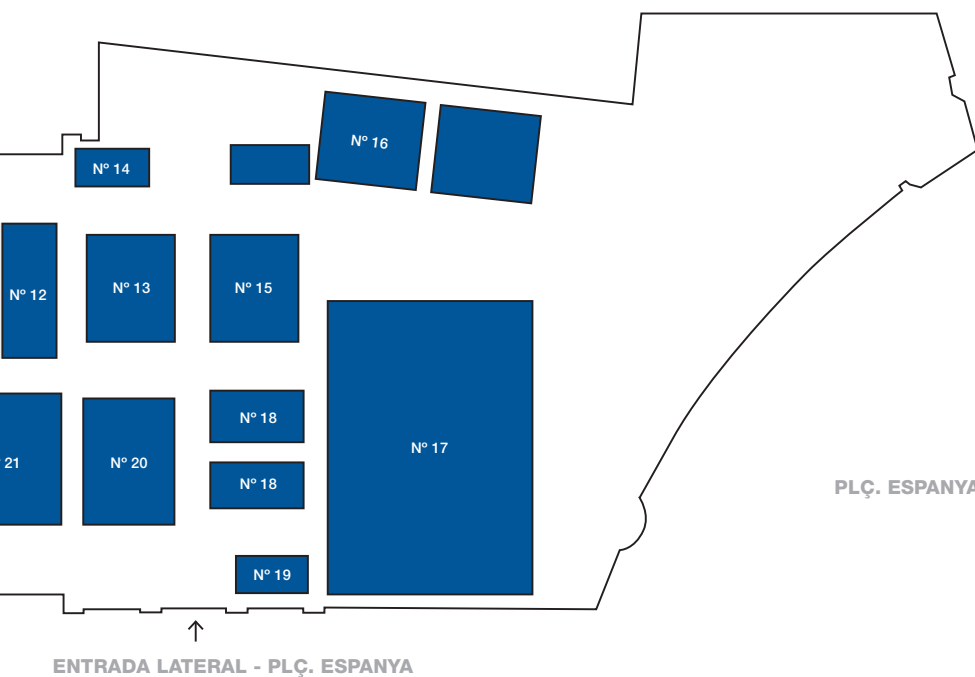 Nº 16
Nº 14
Nº 12
Nº 13
Nº 15
Nº 18
Nº 17
21
Nº 20
Nº 18
PLÇ. ESPANYA
Nº 19
ENTRADA LATERAL - PLÇ. ESPANYA